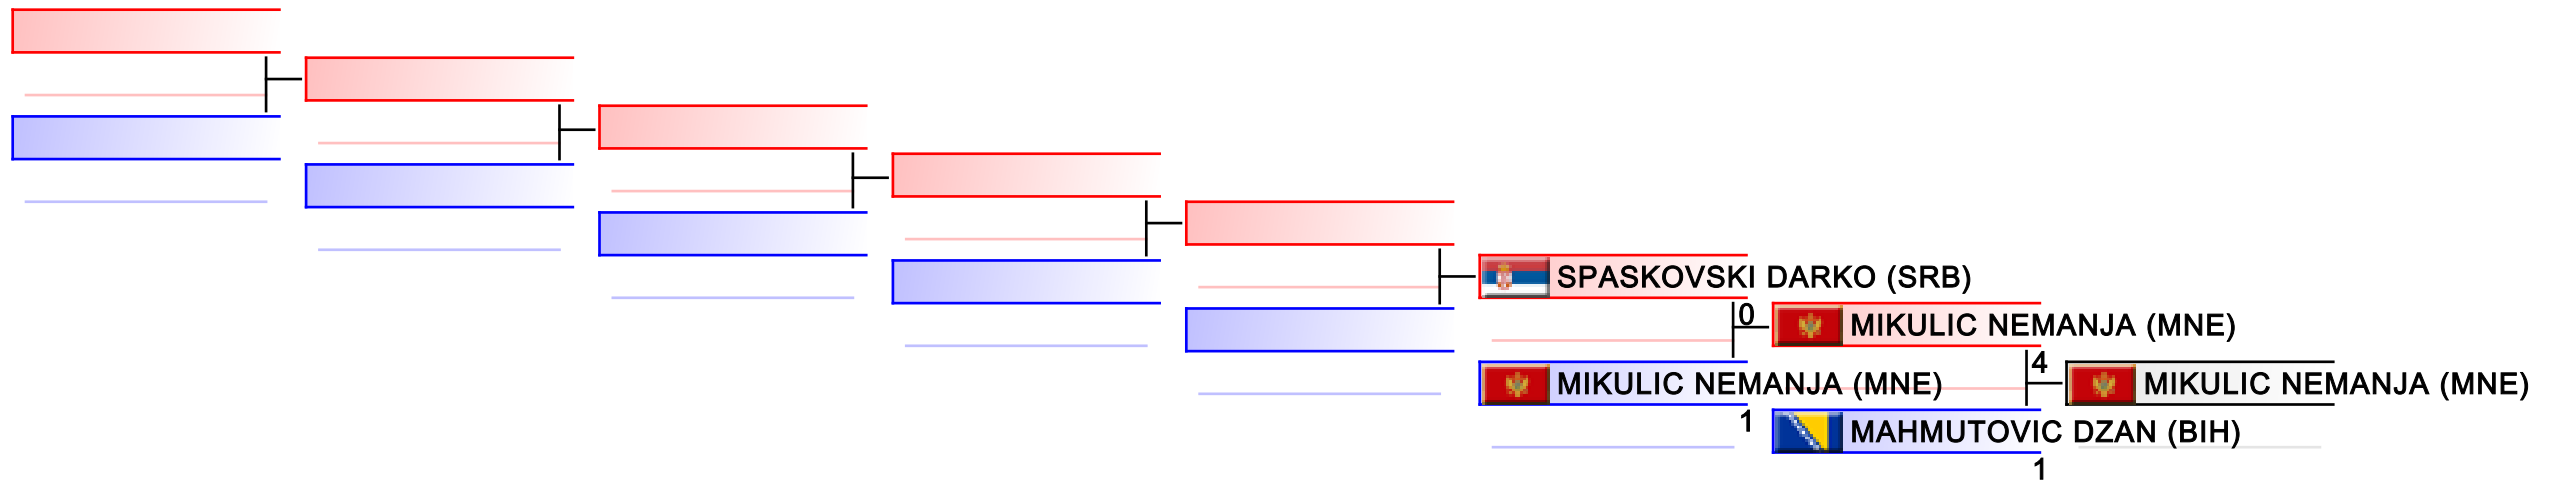 SPASKOVSKI DARKO (SRB)
0
MIKULIC NEMANJA (MNE)
MIKULIC NEMANJA (MNE)
1
4
MIKULIC NEMANJA (MNE)
MAHMUTOVIC DZAN (BIH)
1